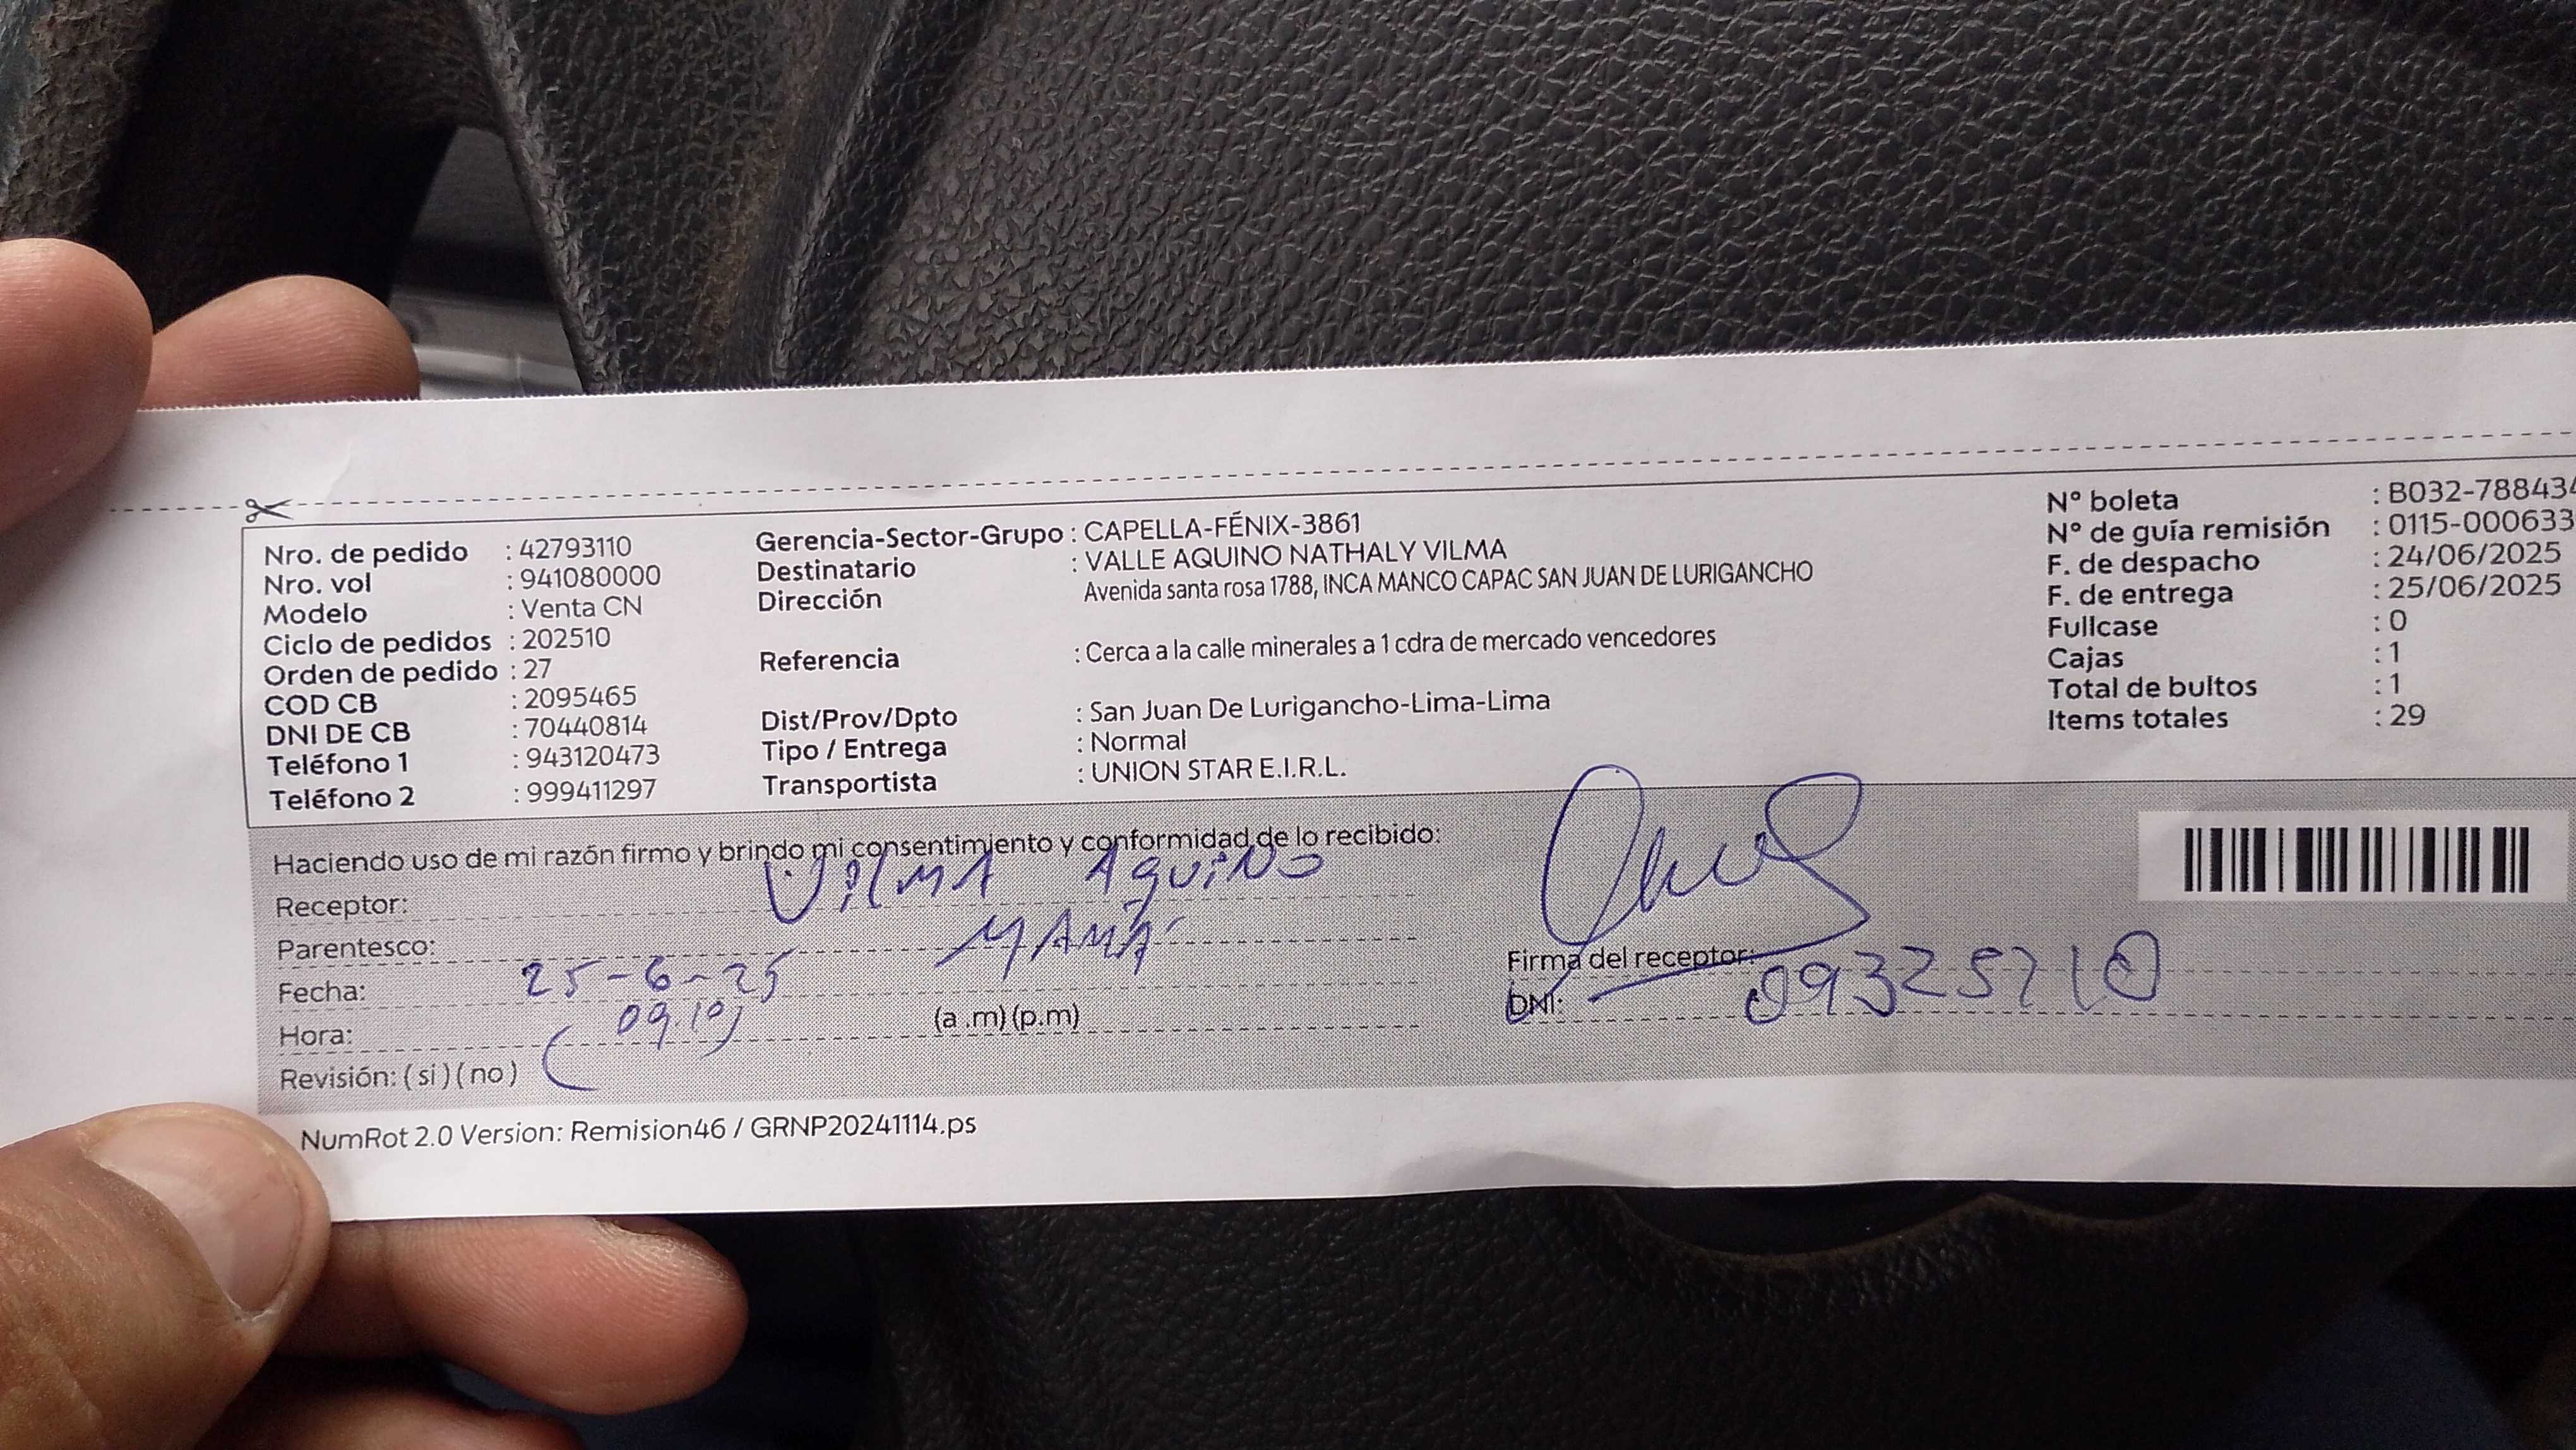 Nro. de pedido : 42793110
Nro. vol : 941080000
Modelo : Venta CN
Ciclo de pedidos : 202510
Orden de pedido : 27
COD CB : 2095465
DNI DE CB : 70440814
Teléfono 1 : 943120473
Teléfono 2 : 999411297
Gerencia-Sector-Grupo : CAPELLA-FÉNIX-3861
Destinatario : VALLE AQUINO NATHALY VILMA
Dirección Avenida santa rosa 1788, INCA MANCO CAPAC SAN JUAN DE LURIGANCHO
Referencia : Cerca a la calle minerales a 1 cdra de mercado vencedores
Dist/Prov/Dpto : San Juan De Lurigancho-Lima-Lima
Tipo / Entrega : Normal
Transportista : UNION STAR E.I.R.L.
Nº boleta : B032-788434
Nº de guía remisión : 0115-000633
F. de despacho : 24/06/2025
F. de entrega : 25/06/2025
Fullcase : 0
Cajas : 1
Total de bultos : 1
Items totales : 29
Haciendo uso de mi razón firmo y brindo mi consentimiento y conformidad de lo recibido:
Receptor: Vilma Aquino
Parentesco: MAMÁ
Fecha: 25-6-25
Hora: 09.10 (a .m) (p.m)
Revisión: ( si ) ( no )
Firma del receptor:
DNI:
NumRot 2.0 Version: Remision46 / GRNP20241114.ps